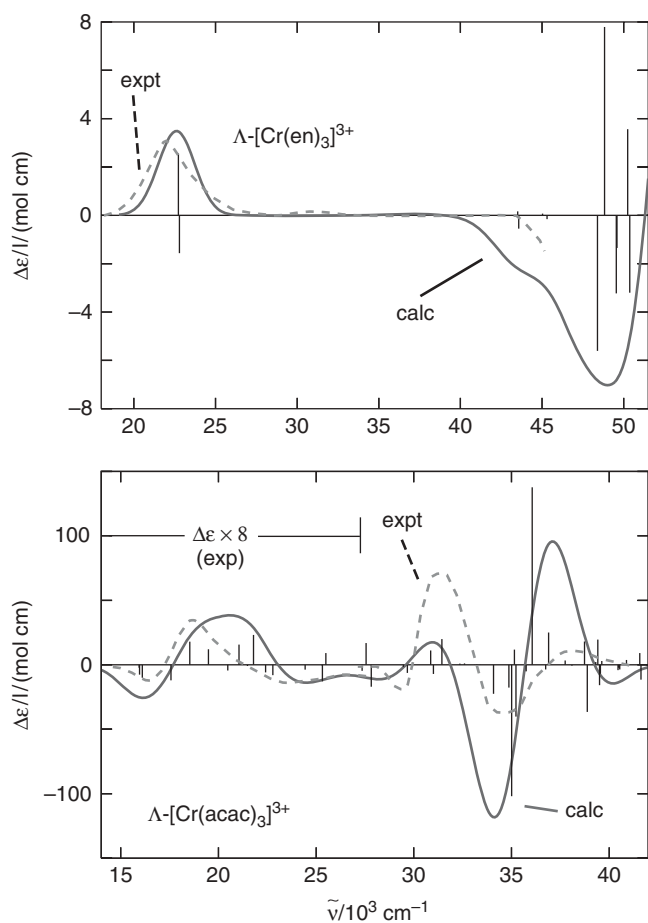 8
4
0
−4
−8
Δε/l/(mol cm)
expt
Λ-[Cr(en)₃]³⁺
calc
20 25 30 35 40 45 50
100
0
−100
Δε/l/(mol cm)
Δε × 8
(exp)
expt
Λ-[Cr(acac)₃]³⁺
calc
15 20 25 30 35 40
ṽ/10³ cm⁻¹